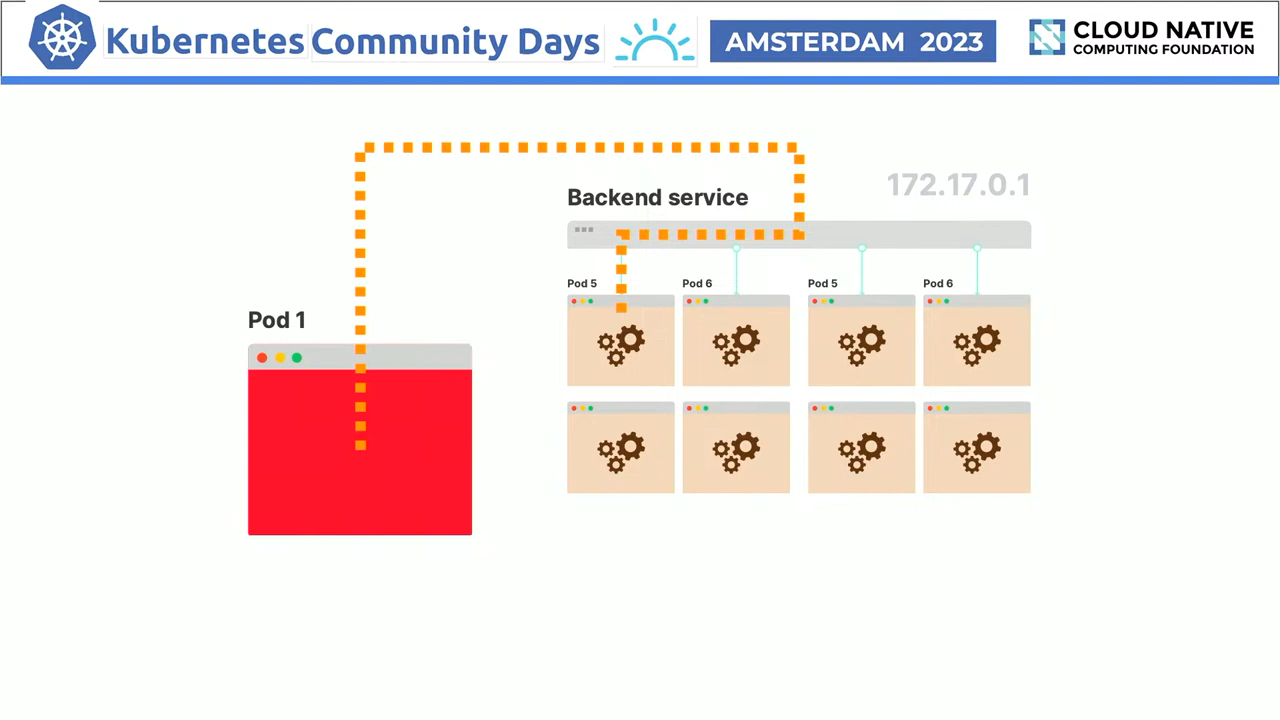 Kubernetes Community Days
AMSTERDAM 2023
CLOUD NATIVE
COMPUTING FOUNDATION
172.17.0.1
Backend service
Pod 5
Pod 6
Pod 5
Pod 6
Pod 1